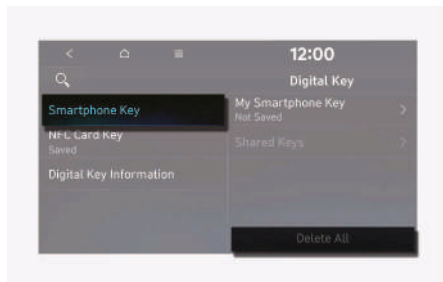 12:00
Digital Key
Smartphone Key
NFC Card Key
Saved
Digital Key Information
My Smartphone Key
Not Saved
Shared Keys
Delete All